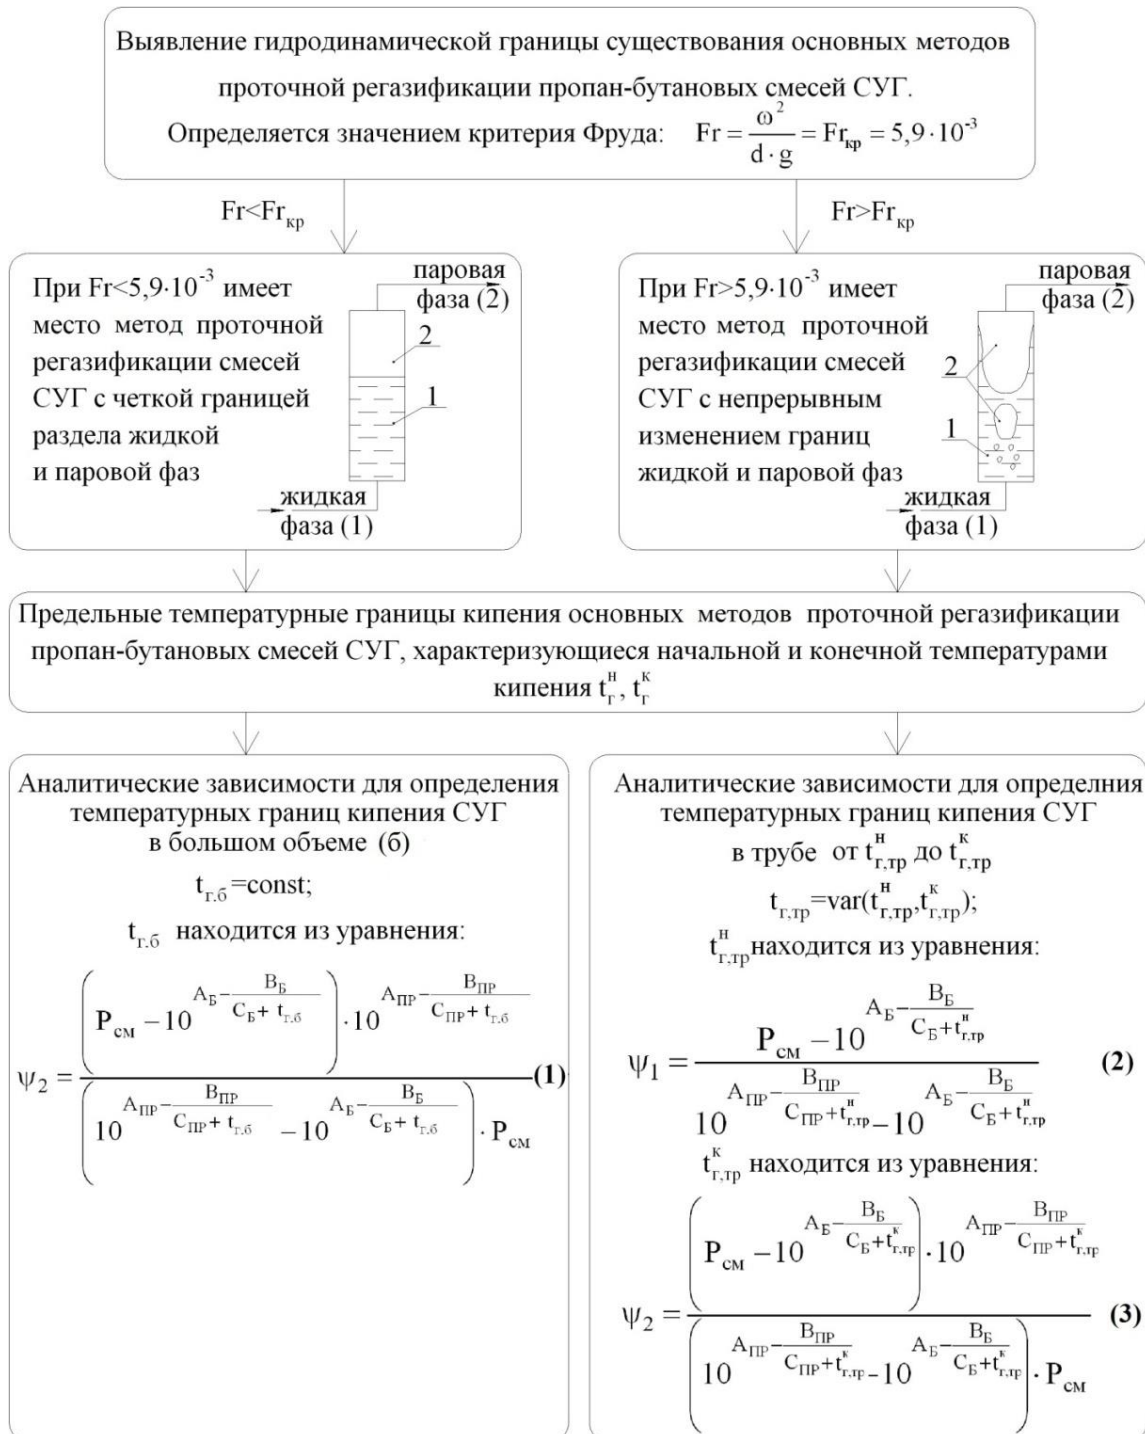 Выявление гидродинамической границы существования основных методов
проточной регазификации пропан-бутановых смесей СУГ.
Определяется значением критерия Фруда: Fr = ω² / (d · g) = Fr_кр = 5,9·10⁻³
Fr<Fr_кр
Fr>Fr_кр
При Fr<5,9·10⁻³ имеет
место метод проточной
регазификации смесей
СУГ с четкой границей
раздела жидкой
и паровой фаз
паровая
фаза (2)
2
1
жидкая
фаза (1)
При Fr>5,9·10⁻³ имеет
место метод проточной
регазификации смесей
СУГ с непрерывным
изменением границ
жидкой и паровой фаз
паровая
фаза (2)
2
1
жидкая
фаза (1)
Предельные температурные границы кипения основных методов проточной регазификации
пропан-бутановых смесей СУГ, характеризующиеся начальной и конечной температурами
кипения t_г^н, t_г^к
Аналитические зависимости для определения
температурных границ кипения СУГ
в большом объеме (б)
t_г.б=const;
t_г.б находится из уравнения:
ψ₂ = ((P_см − 10^(A_Б − B_Б/(C_Б + t_г.б))) · 10^(A_ПР − B_ПР/(C_ПР + t_г.б))) / ((10^(A_ПР − B_ПР/(C_ПР + t_г.б)) − 10^(A_Б − B_Б/(C_Б + t_г.б))) · P_см) (1)
Аналитические зависимости для определния
температурных границ кипения СУГ
в трубе от t_г,тр^н до t_г,тр^к
t_г,тр=var(t_г,тр^н,t_г,тр^к);
t_г,тр^н находится из уравнения:
ψ₁ = (P_см − 10^(A_Б − B_Б/(C_Б + t_г,тр^н))) / (10^(A_ПР − B_ПР/(C_ПР + t_г,тр^н)) − 10^(A_Б − B_Б/(C_Б + t_г,тр^н))) (2)
t_г,тр^к находится из уравнения:
ψ₂ = ((P_см − 10^(A_Б − B_Б/(C_Б + t_г,тр^к))) · 10^(A_ПР − B_ПР/(C_ПР + t_г,тр^к))) / ((10^(A_ПР − B_ПР/(C_ПР + t_г,тр^к)) − 10^(A_Б − B_Б/(C_Б + t_г,тр^к))) · P_см) (3)